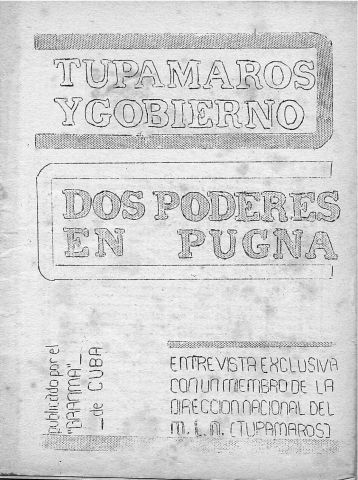 TUPAMAROS
Y GOBIERNO
DOS PODERES
EN PUGNA
publicado por el
"GRANMA"_
_de CUBA
ENTREVISTA EXCLUSIVA
CON UN MIEMBRO DE LA
DIRECCION NACIONAL DEL
M. L. N. (TUPAMAROS)